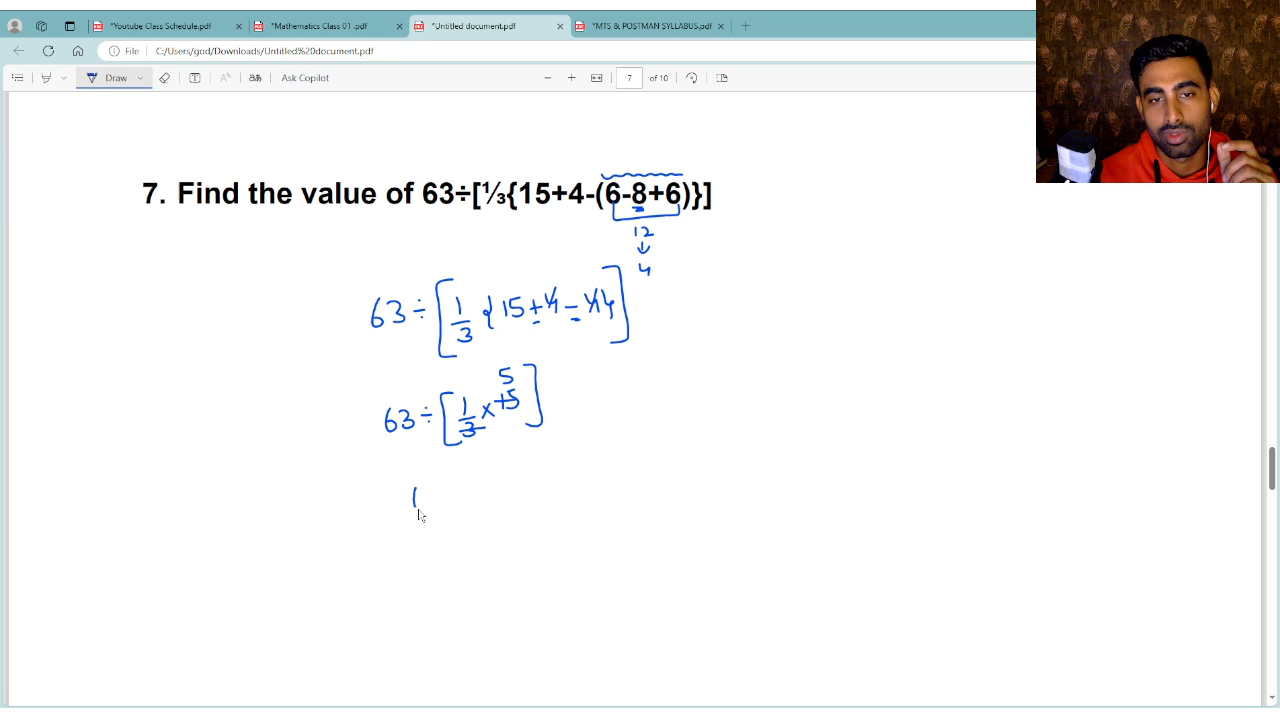 *Youtube Class Schedule.pdf
*Mathematics Class 01 .pdf
*Untitled document.pdf
*MTS & POSTMAN SYLLABUS.pdf
File C:/Users/god/Downloads/Untitled%20document.pdf
Draw
Ask Copilot
7 of 10
7. Find the value of 63÷[⅓{15+4-(6-8+6)}]
12
↓
4
63 ÷ [1/3 {15+4-4}]
5
63 ÷ [1/3 × 15]
1